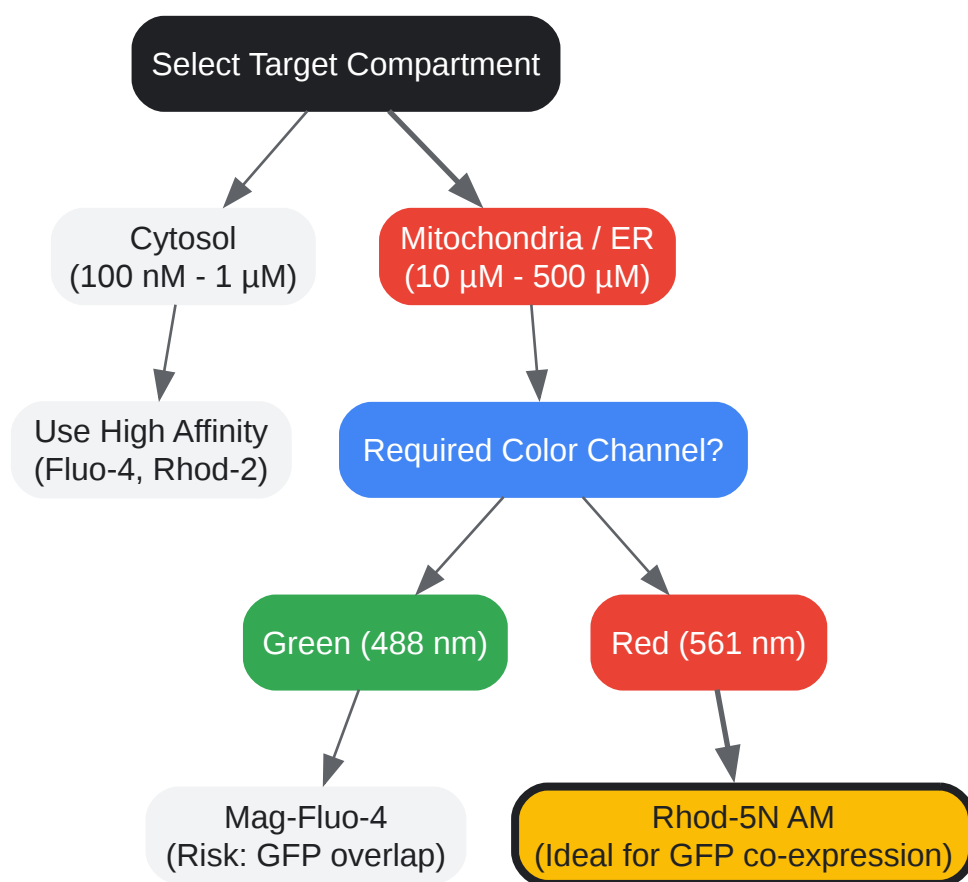 Select Target Compartment
Cytosol
(100 nM - 1 µM)
Mitochondria / ER
(10 µM - 500 µM)
Use High Affinity
(Fluo-4, Rhod-2)
Required Color Channel?
Green (488 nm)
Red (561 nm)
Mag-Fluo-4
(Risk: GFP overlap)
Rhod-5N AM
(Ideal for GFP co-expression)